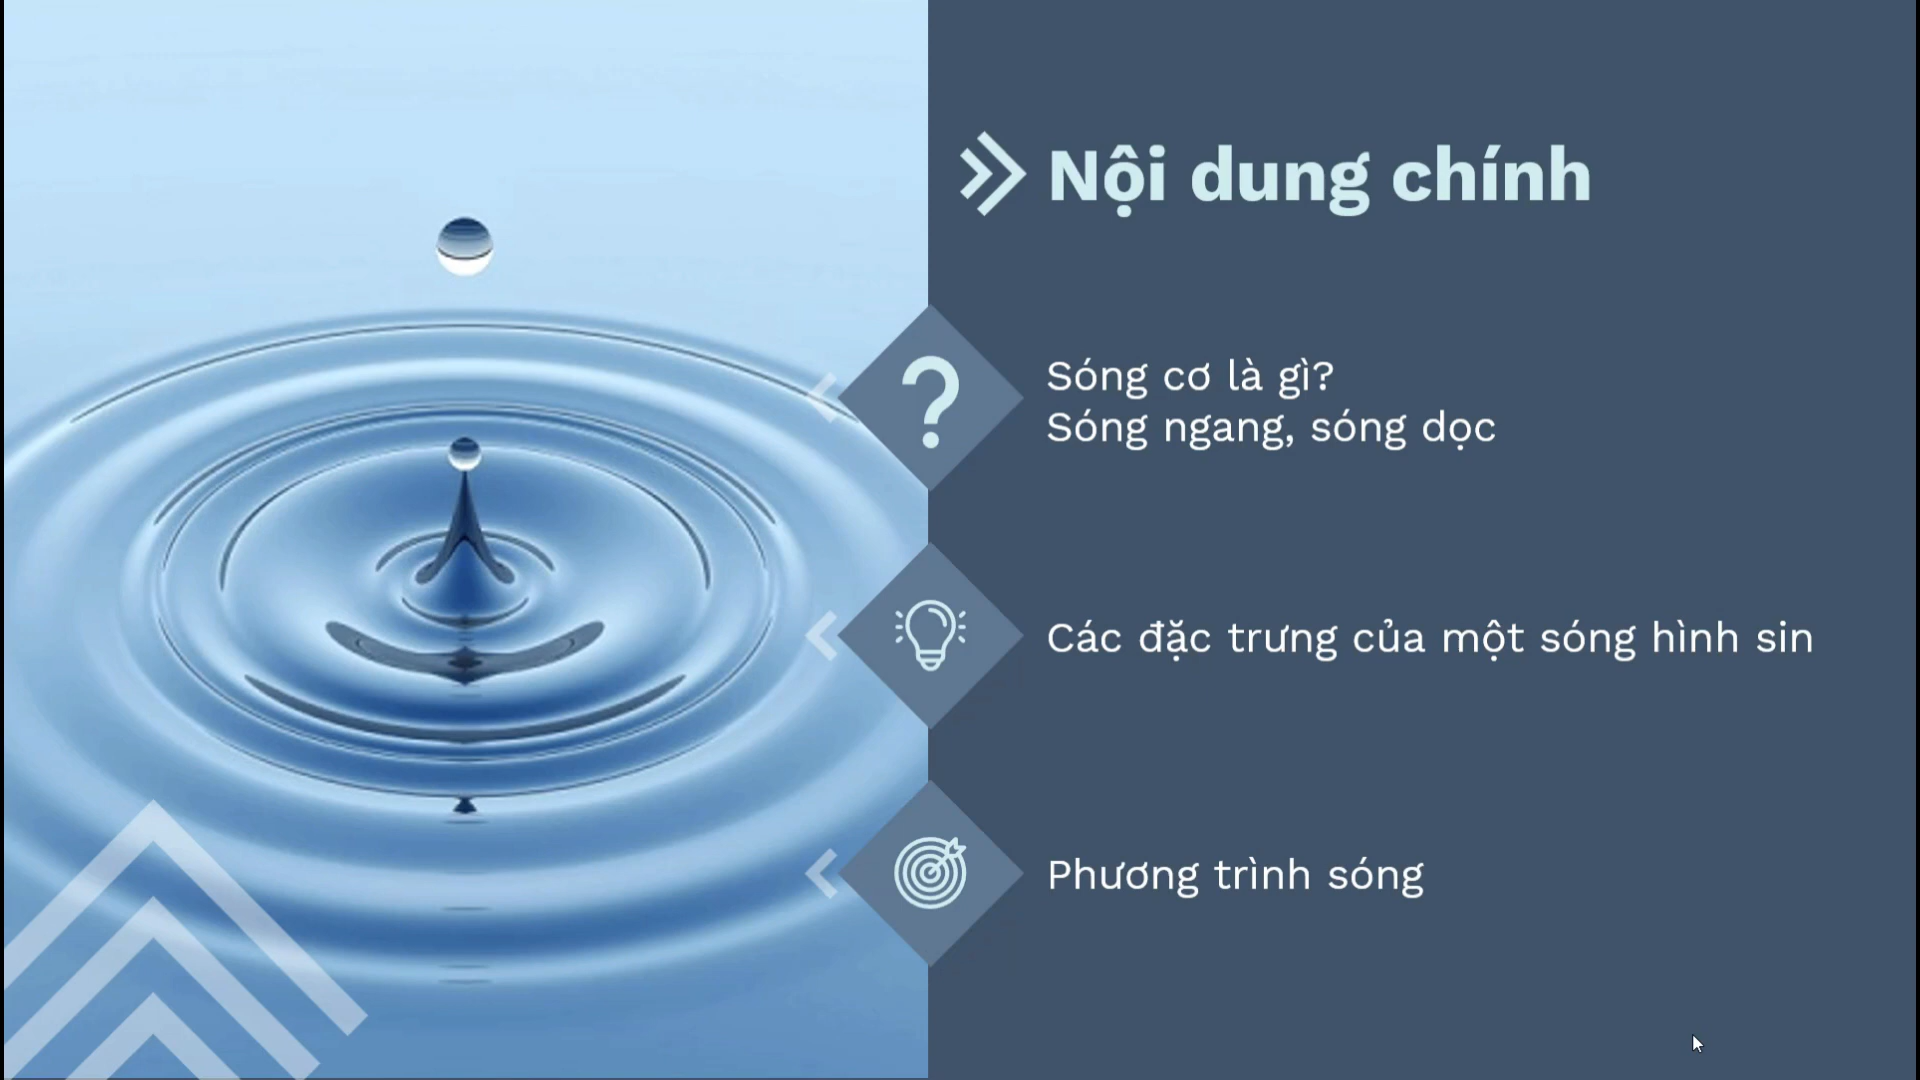 Nội dung chính
Sóng cơ là gì?
Sóng ngang, sóng dọc
Các đặc trưng của một sóng hình sin
Phương trình sóng